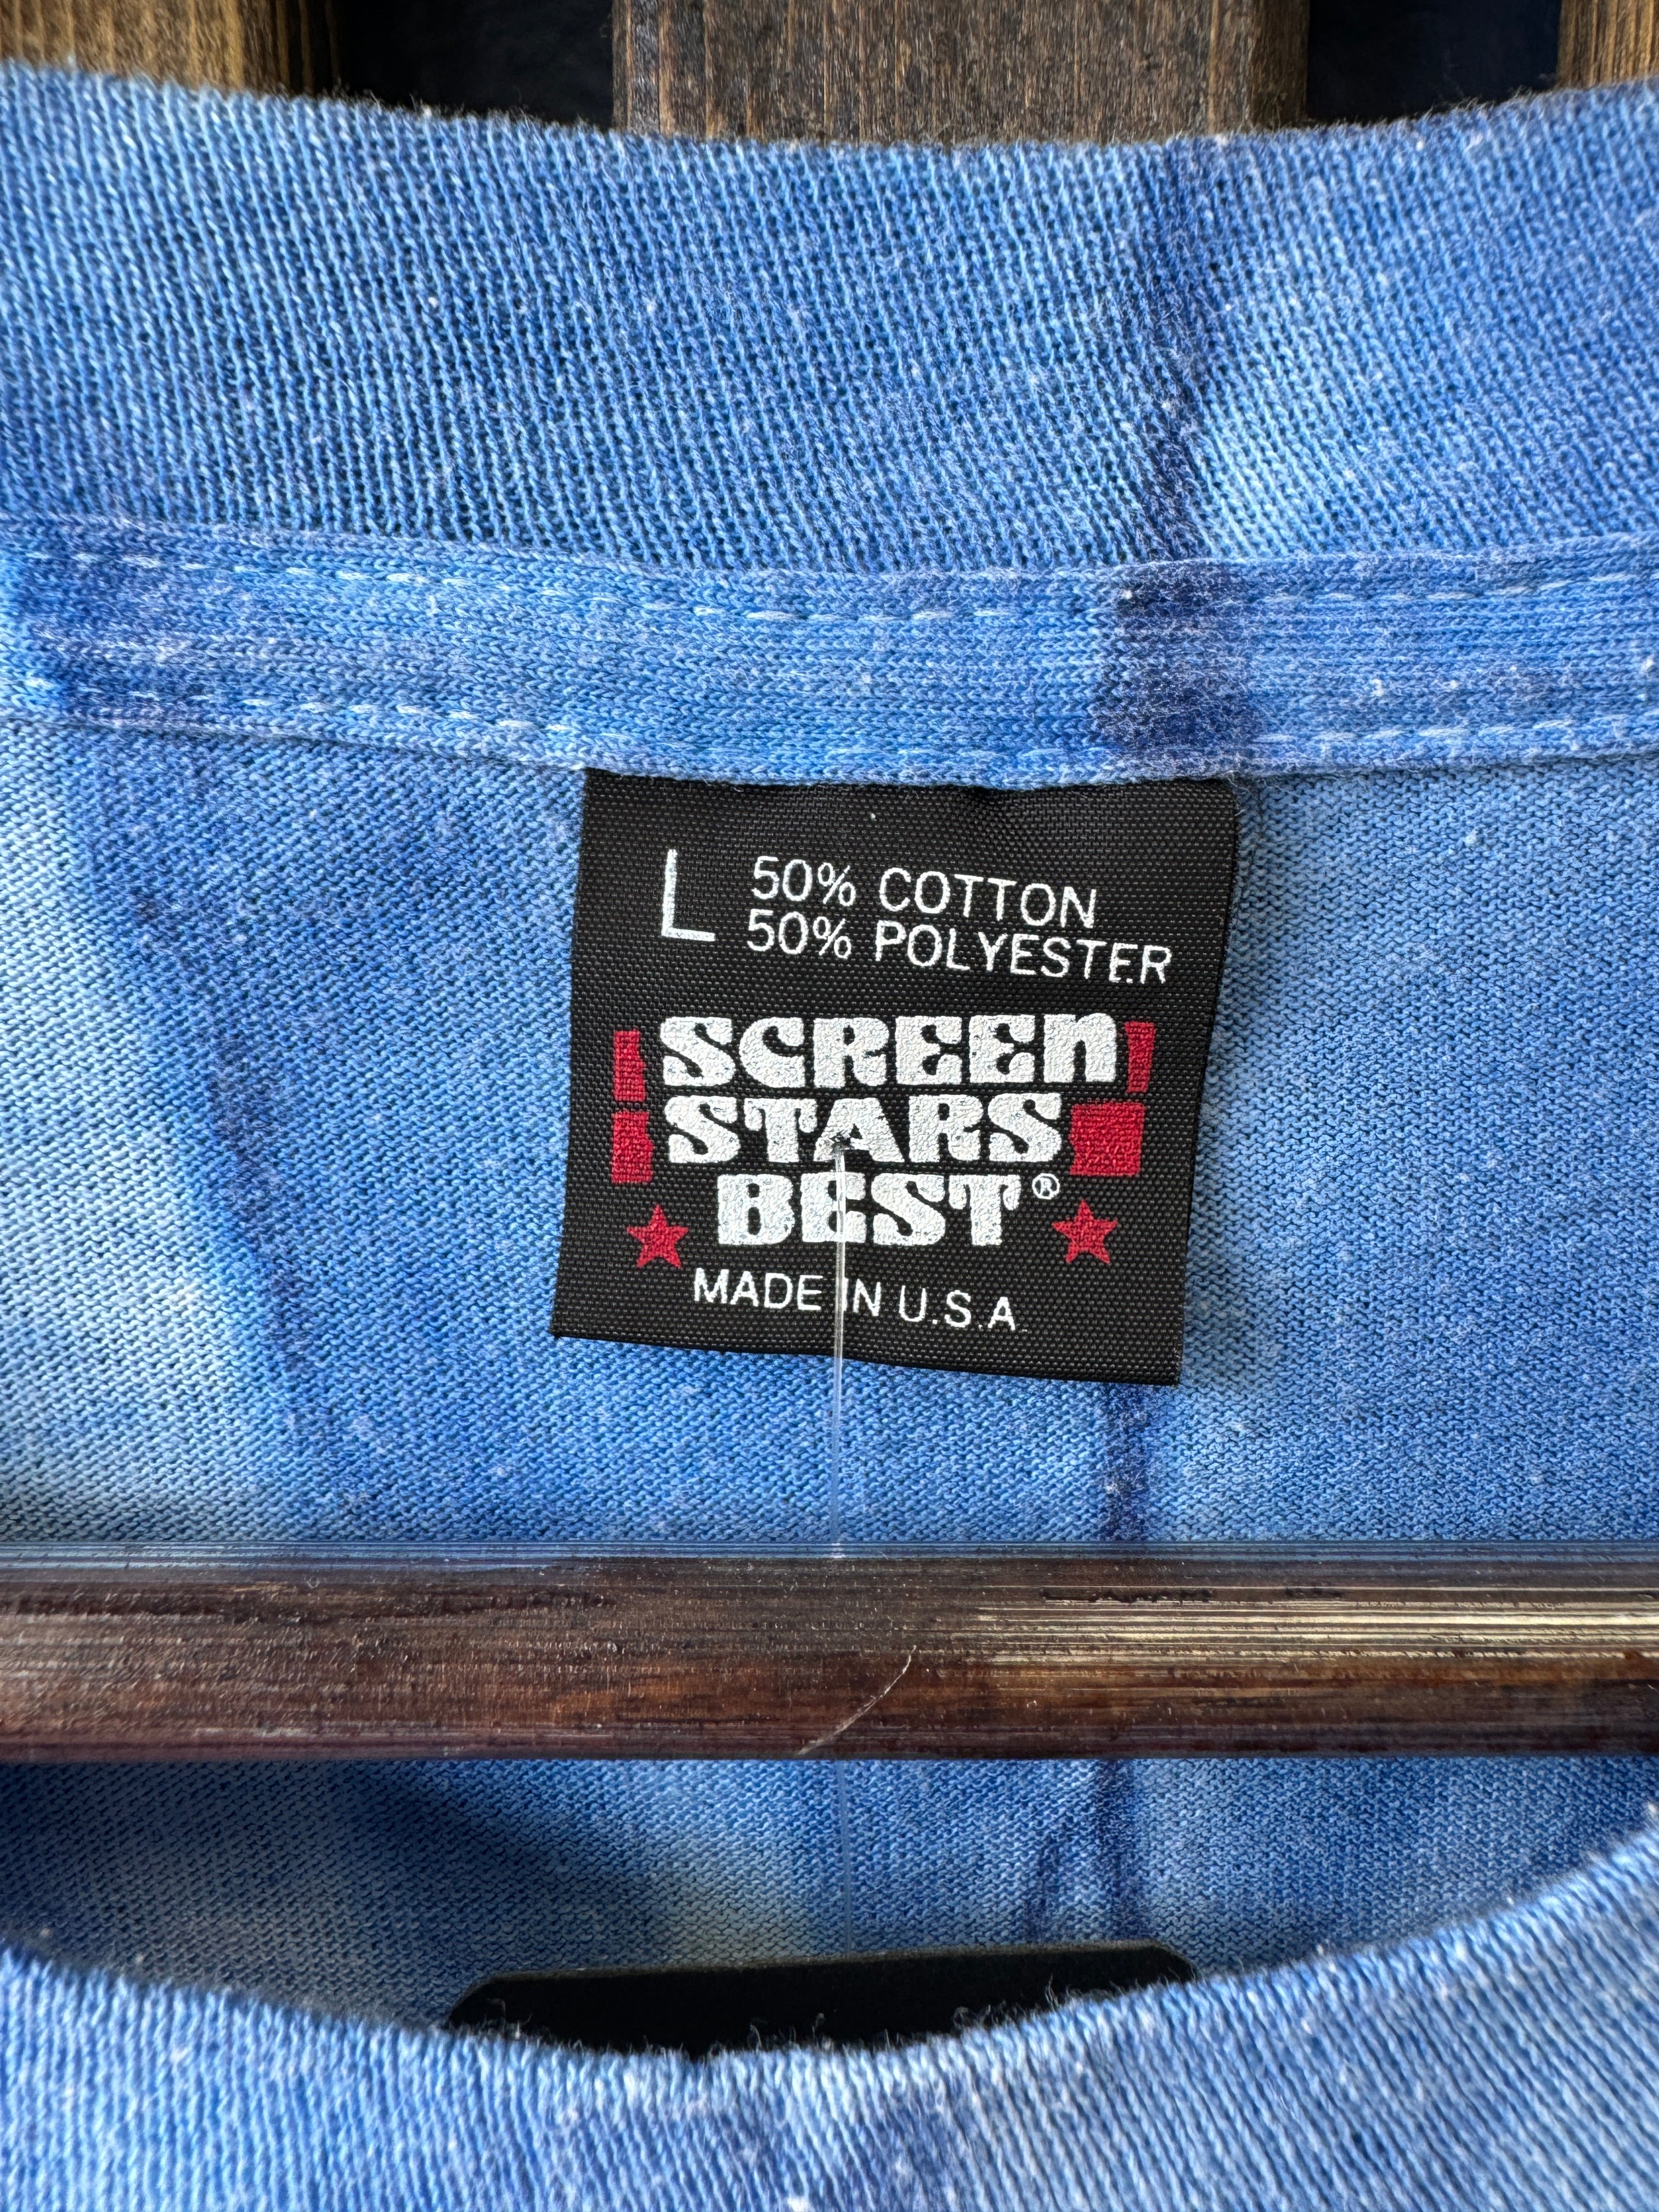 L 50% COTTON
50% POLYESTER
SCREEn
STARS
BEST®
MADE IN U.S.A.